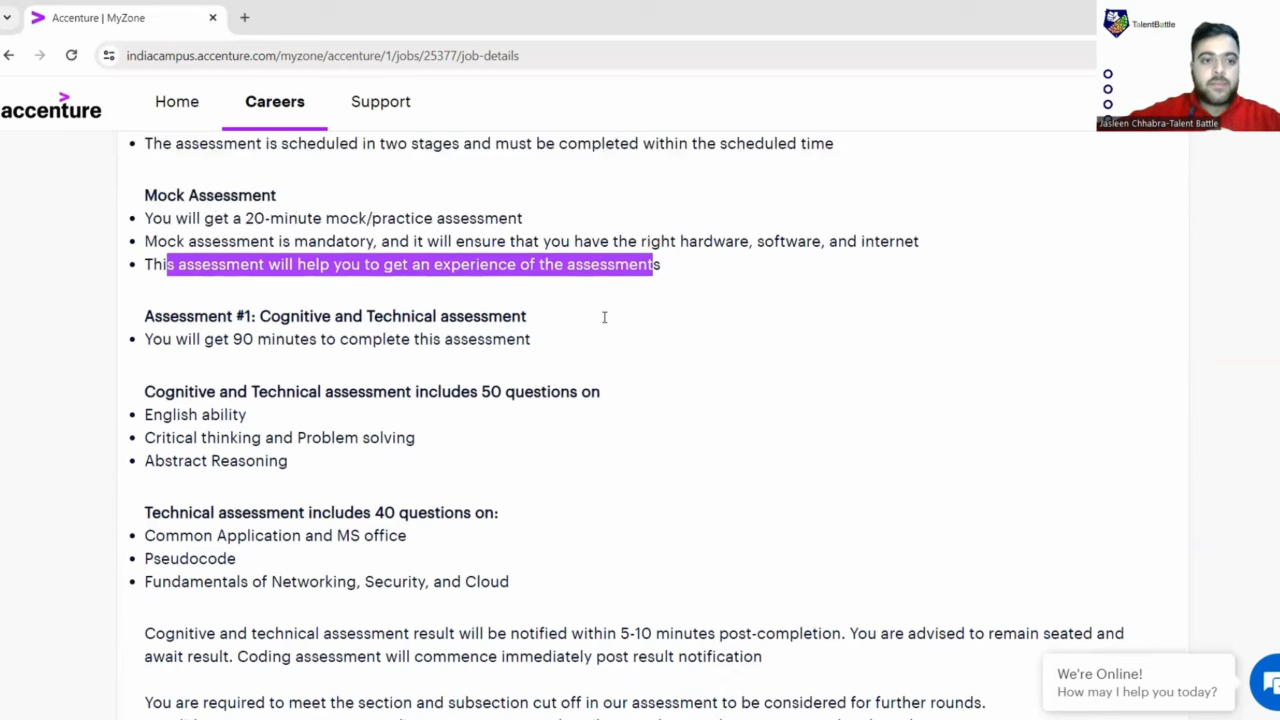 Accenture | MyZone
TalentBattle
indiacampus.accenture.com/myzone/accenture/1/jobs/25377/job-details
accenture
Home
Careers
Support
Jasleen Chhabra-Talent Battle
• The assessment is scheduled in two stages and must be completed within the scheduled time
Mock Assessment
• You will get a 20-minute mock/practice assessment
• Mock assessment is mandatory, and it will ensure that you have the right hardware, software, and internet
• This assessment will help you to get an experience of the assessments
Assessment #1: Cognitive and Technical assessment
• You will get 90 minutes to complete this assessment
Cognitive and Technical assessment includes 50 questions on
• English ability
• Critical thinking and Problem solving
• Abstract Reasoning
Technical assessment includes 40 questions on:
• Common Application and MS office
• Pseudocode
• Fundamentals of Networking, Security, and Cloud
Cognitive and technical assessment result will be notified within 5-10 minutes post-completion. You are advised to remain seated and
await result. Coding assessment will commence immediately post result notification
We're Online!
How may I help you today?
You are required to meet the section and subsection cut off in our assessment to be considered for further rounds.